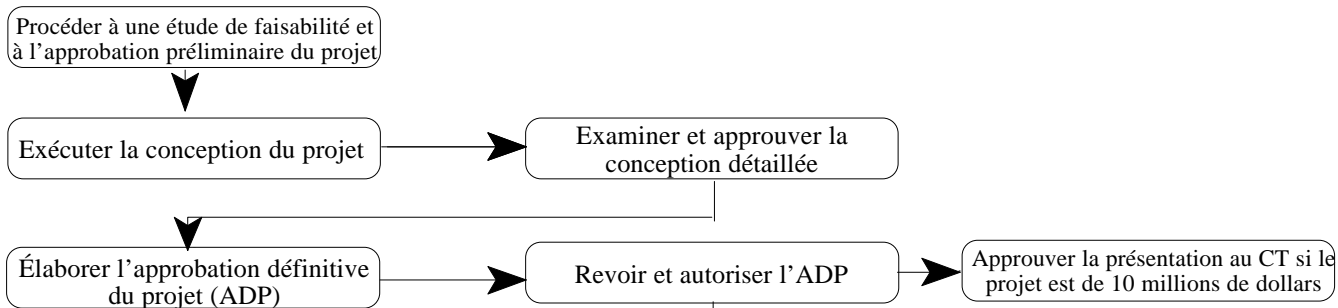 Procéder à une étude de faisabilité et
à l’approbation préliminaire du projet
Exécuter la conception du projet
Examiner et approuver la
conception détaillée
Élaborer l’approbation définitive
du projet (ADP)
Revoir et autoriser l’ADP
Approuver la présentation au CT si le
projet est de 10 millions de dollars